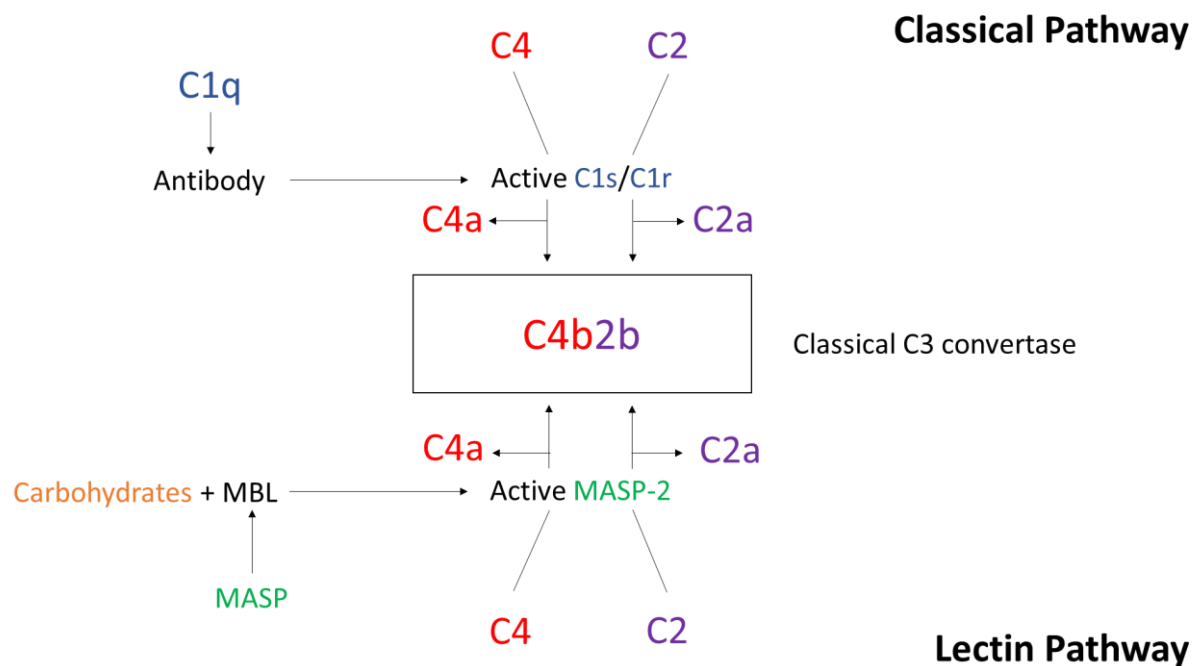 Classical Pathway
C4 C2
C1q
Antibody Active C1s/C1r
C4a C2a
C4b2b
Classical C3 convertase
C4a C2a
Carbohydrates + MBL Active MASP-2
MASP
C4 C2
Lectin Pathway